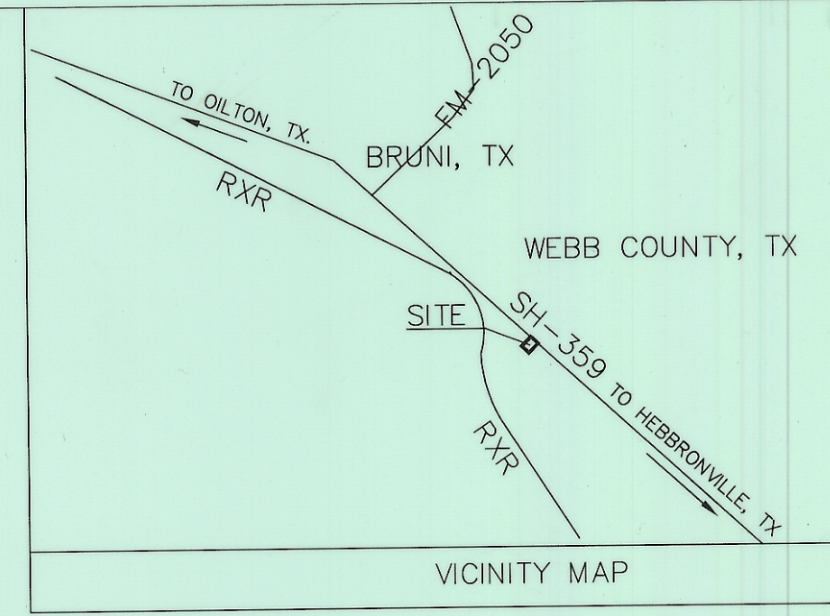 FM-2050
TO OILTON, TX.
BRUNI, TX
RXR
WEBB COUNTY, TX
SITE
SH-359 TO HEBBRONVILLE, TX
RXR
VICINITY MAP